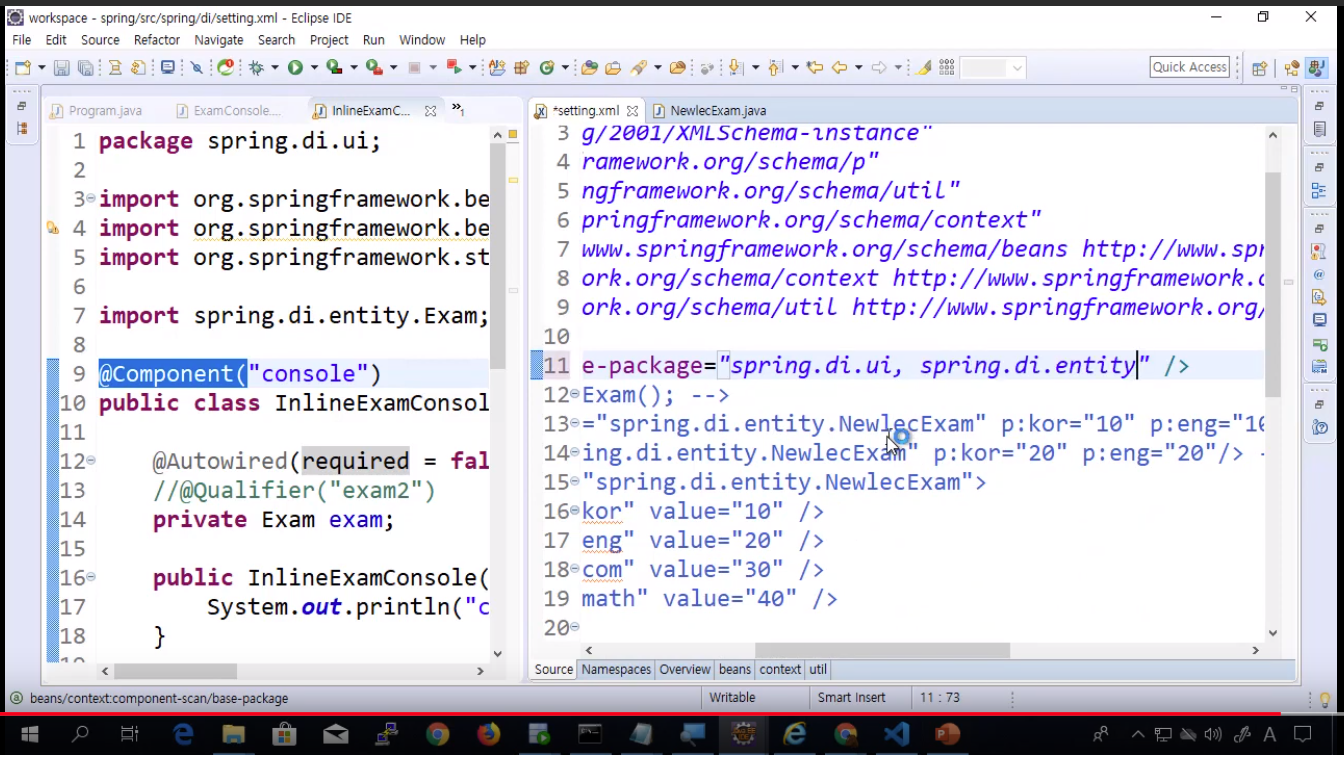 workspace - spring/src/spring/di/setting.xml - Eclipse IDE
File Edit Source Refactor Navigate Search Project Run Window Help
Quick Access
Program.java ExamConsole.... InlineExamC... »1
1 package spring.di.ui;
2
3 import org.springframework.be
4 import org.springframework.be
5 import org.springframework.st
6
7 import spring.di.entity.Exam;
8
9 @Component("console")
10 public class InlineExamConsol
11
12 @Autowired(required = fal
13 //@Qualifier("exam2")
14 private Exam exam;
15
16 public InlineExamConsole(
17 System.out.println("c
18 }
*setting.xml NewlecExam.java
3 g/2001/XMLSchema-instance"
4 ramework.org/schema/p"
5 ngframework.org/schema/util"
6 pringframework.org/schema/context"
7 www.springframework.org/schema/beans http://www.spr
8 ork.org/schema/context http://www.springframework.o
9 ork.org/schema/util http://www.springframework.org/
10
11 e-package="spring.di.ui, spring.di.entity" />
12 Exam(); -->
13 ="spring.di.entity.NewlecExam" p:kor="10" p:eng="10
14 ing.di.entity.NewlecExam" p:kor="20" p:eng="20"/> -
15 "spring.di.entity.NewlecExam">
16 kor" value="10" />
17 eng" value="20" />
18 com" value="30" />
19 math" value="40" />
20
Source Namespaces Overview beans context util
beans/context:component-scan/base-package Writable Smart Insert 11 : 73
A